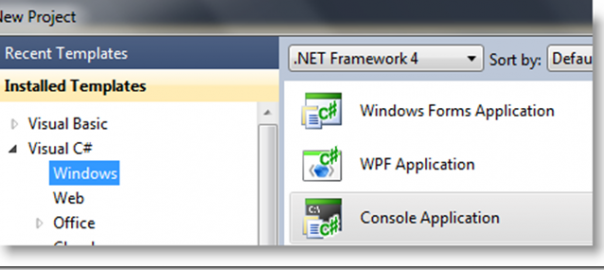 New Project
Recent Templates
Installed Templates
Visual Basic
Visual C#
Windows
Web
Office
.NET Framework 4
Sort by:
Windows Forms Application
WPF Application
Console Application